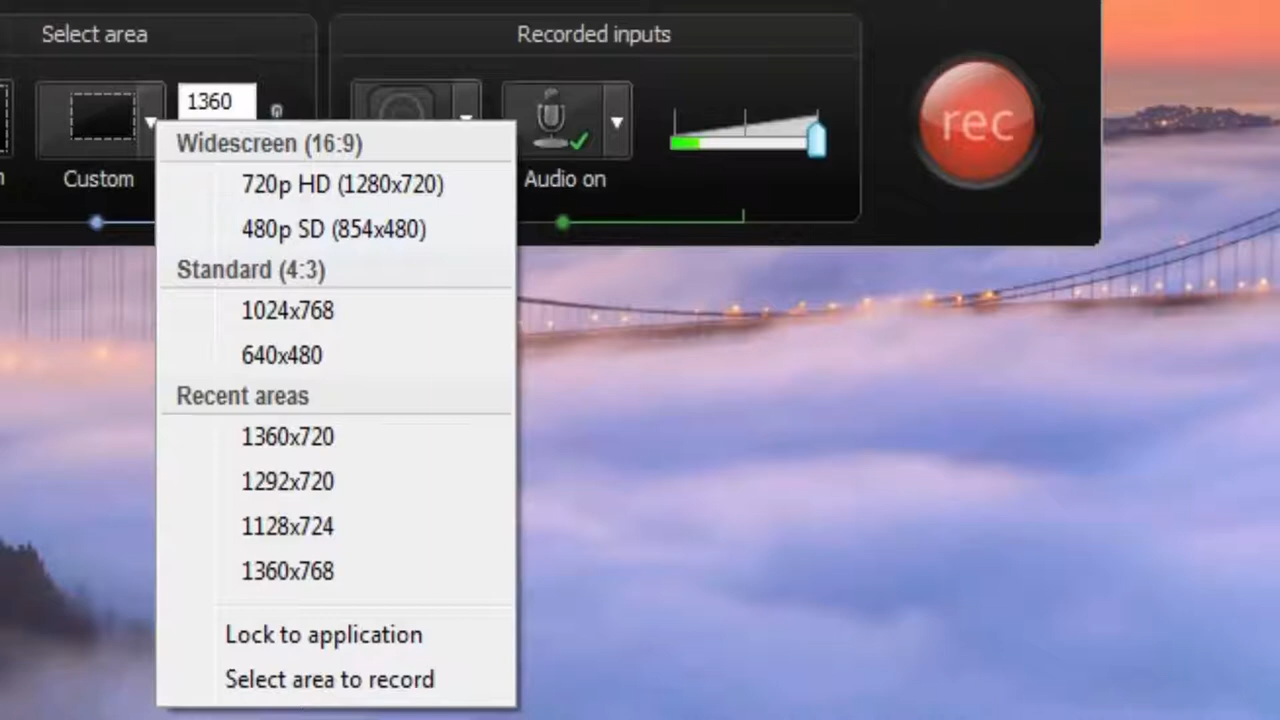 Select area
Recorded inputs
1360
rec
Custom
Audio on
Widescreen (16:9)
720p HD (1280x720)
480p SD (854x480)
Standard (4:3)
1024x768
640x480
Recent areas
1360x720
1292x720
1128x724
1360x768
Lock to application
Select area to record